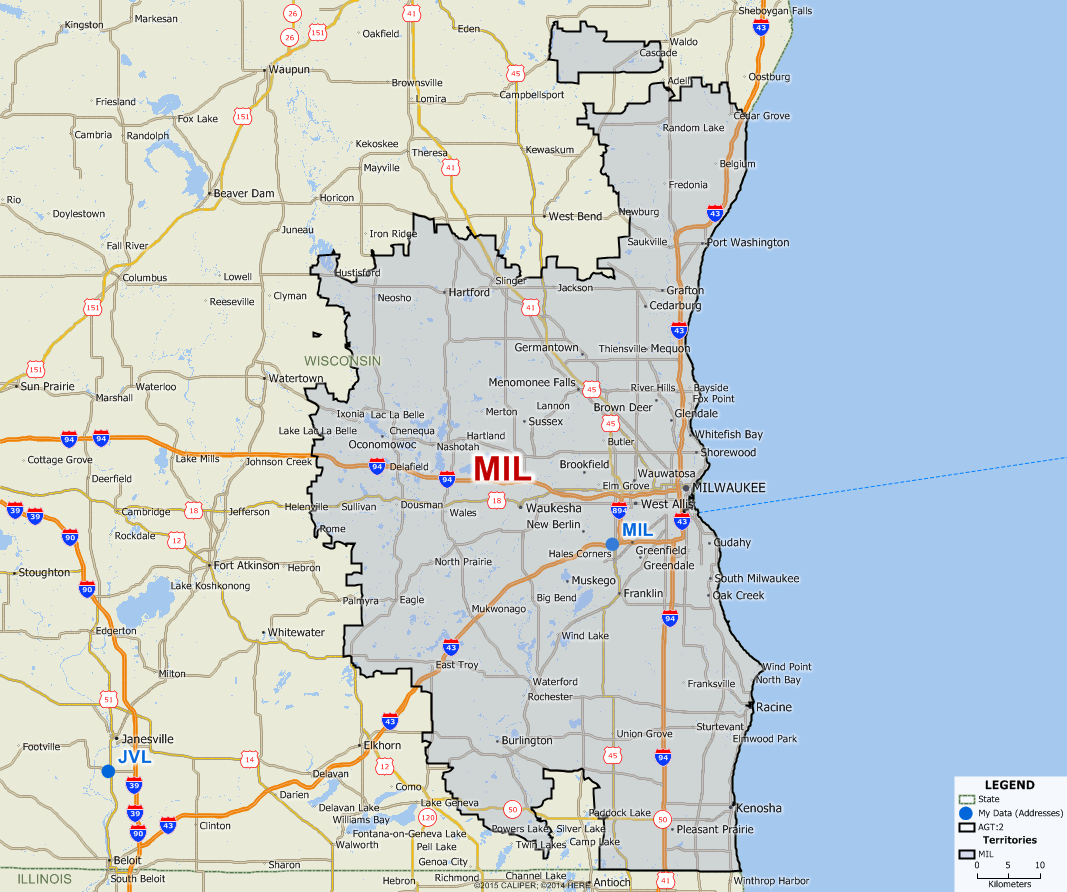 Sheboygan Falls
26
41
Markesan
Kingston
43
151
Oakfield
Eden
26
Waldo
Cascade
Waupun
45
Oostburg
Brownsville
Adell
Lomira
Campbellsport
Friesland
151
Fox Lake
Cedar Grove
Random Lake
Cambria
Randolph
Kekoskee
Theresa
Kewaskum
Mayville
41
Belgium
Fredonia
Beaver Dam
Horicon
Rio
Doylestown
West Bend
Newburg
43
Juneau
Iron Ridge
Saukville
Port Washington
Fall River
Columbus
Lowell
Hustisford
Slinger
Jackson
Grafton
Clyman
Neosho
Hartford
Reeseville
151
41
Cedarburg
43
Germantown
Thiensville
Mequon
WISCONSIN
151
Watertown
Sun Prairie
Waterloo
Menomonee Falls
45
River Hills
Bayside
Marshall
Fox Point
Lannon
Brown Deer
Ixonia
Lac La Belle
Merton
Glendale
Sussex
45
Lake Lac La Belle
Chenequa
Hartland
Whitefish Bay
94
94
Oconomowoc
Nashotah
Butler
Shorewood
Cottage Grove
Lake Mills
Johnson Creek
94
Delafield
MIL
Brookfield
Wauwatosa
Deerfield
94
Elm Grove
MILWAUKEE
18
West Allis
39
39
Cambridge
18
Jefferson
Helenville
Sullivan
Dousman
Wales
Waukesha
894
New Berlin
43
Rome
MIL
Rockdale
12
90
Hales Corners
Greenfield
Cudahy
North Prairie
Greendale
Fort Atkinson
Hebron
Stoughton
Muskego
South Milwaukee
Lake Koshkonong
90
Franklin
Oak Creek
Palmyra
Eagle
Big Bend
Mukwonago
94
Edgerton
Whitewater
Wind Lake
43
East Troy
Wind Point
Milton
North Bay
Waterford
Franksville
51
Rochester
Racine
43
Sturtevant
Janesville
Union Grove
Elmwood Park
Footville
Elkhorn
Burlington
JVL
14
12
45
94
Delavan
39
Como
Darien
Delavan Lake
Lake Geneva
50
Kenosha
39
Williams Bay
120
Paddock Lake
50
43
Clinton
Fontana-on-Geneva Lake
Powers Lake
Silver Lake
Pleasant Prairie
90
Walworth
Pell Lake
Twin Lakes
Camp Lake
Beloit
Sharon
Genoa City
ILLINOIS
South Beloit
Hebron
Richmond
Channel Lake
Antioch
41
Winthrop Harbor
©2015 CALIPER; ©2014 HERE
LEGEND
State
My Data (Addresses)
AGT:2
Territories
MIL
0 5 10
Kilometers